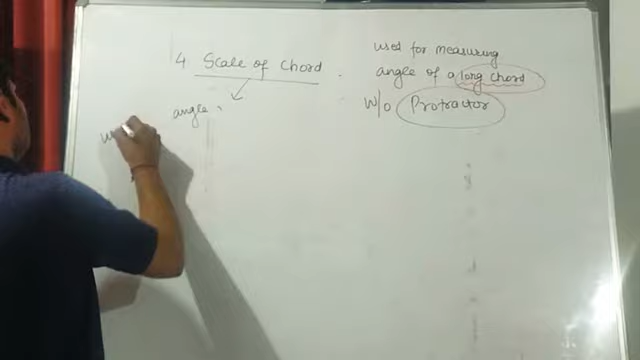 4 Scale of Chord
angle
used for measuring
angle of a long chord
w/o Protractor